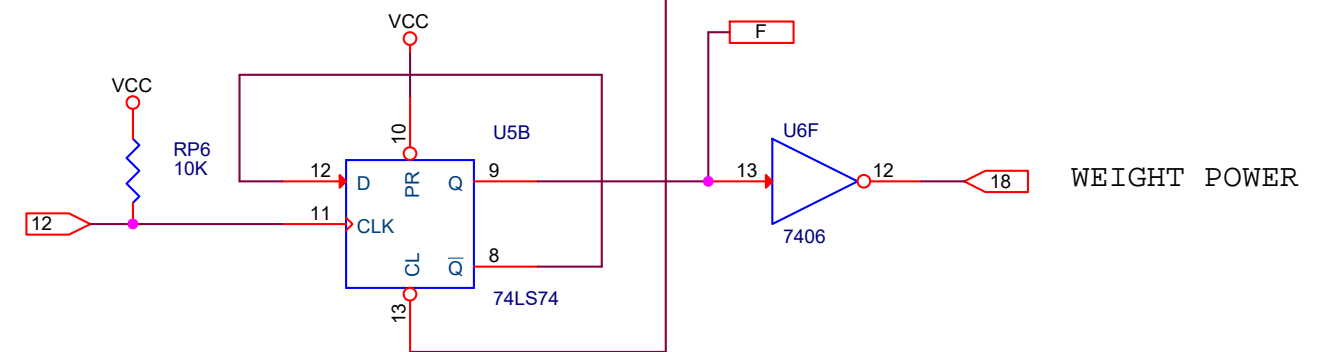 VCC
F
VCC
10
U5B
U6F
RP6
10K
12
D
PR
Q
9
13
12
18
WEIGHT POWER
12
11
CLK
7406
CL
Q̅
8
13
74LS74